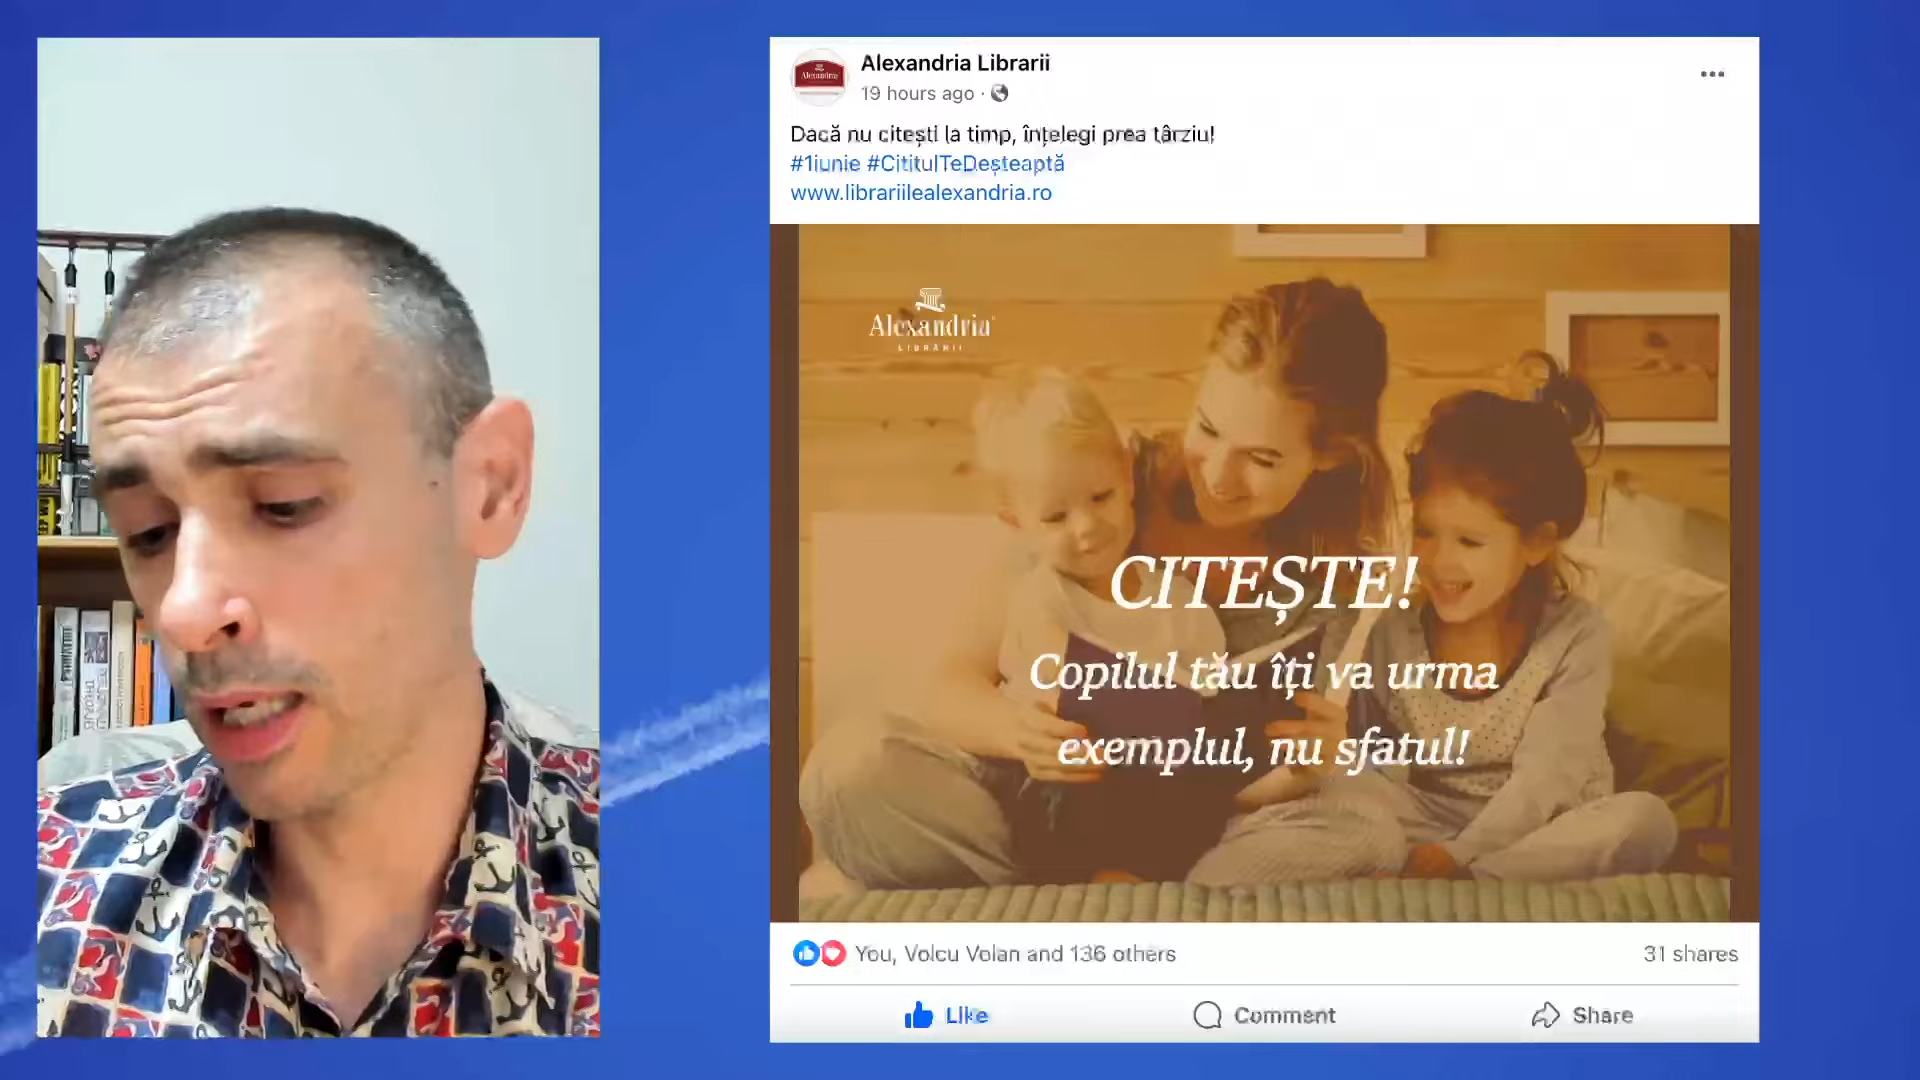 Alexandria Librarii
19 hours ago ·
Dacă nu citești la timp, înțelegi prea târziu!
#1iunie #CititulTeDeșteaptă
www.librariilealexandria.ro
Alexandria
LIBRĂRII
CITEȘTE!
Copilul tău îți va urma
exemplul, nu sfatul!
You, Volcu Volan and 136 others
31 shares
Like
Comment
Share